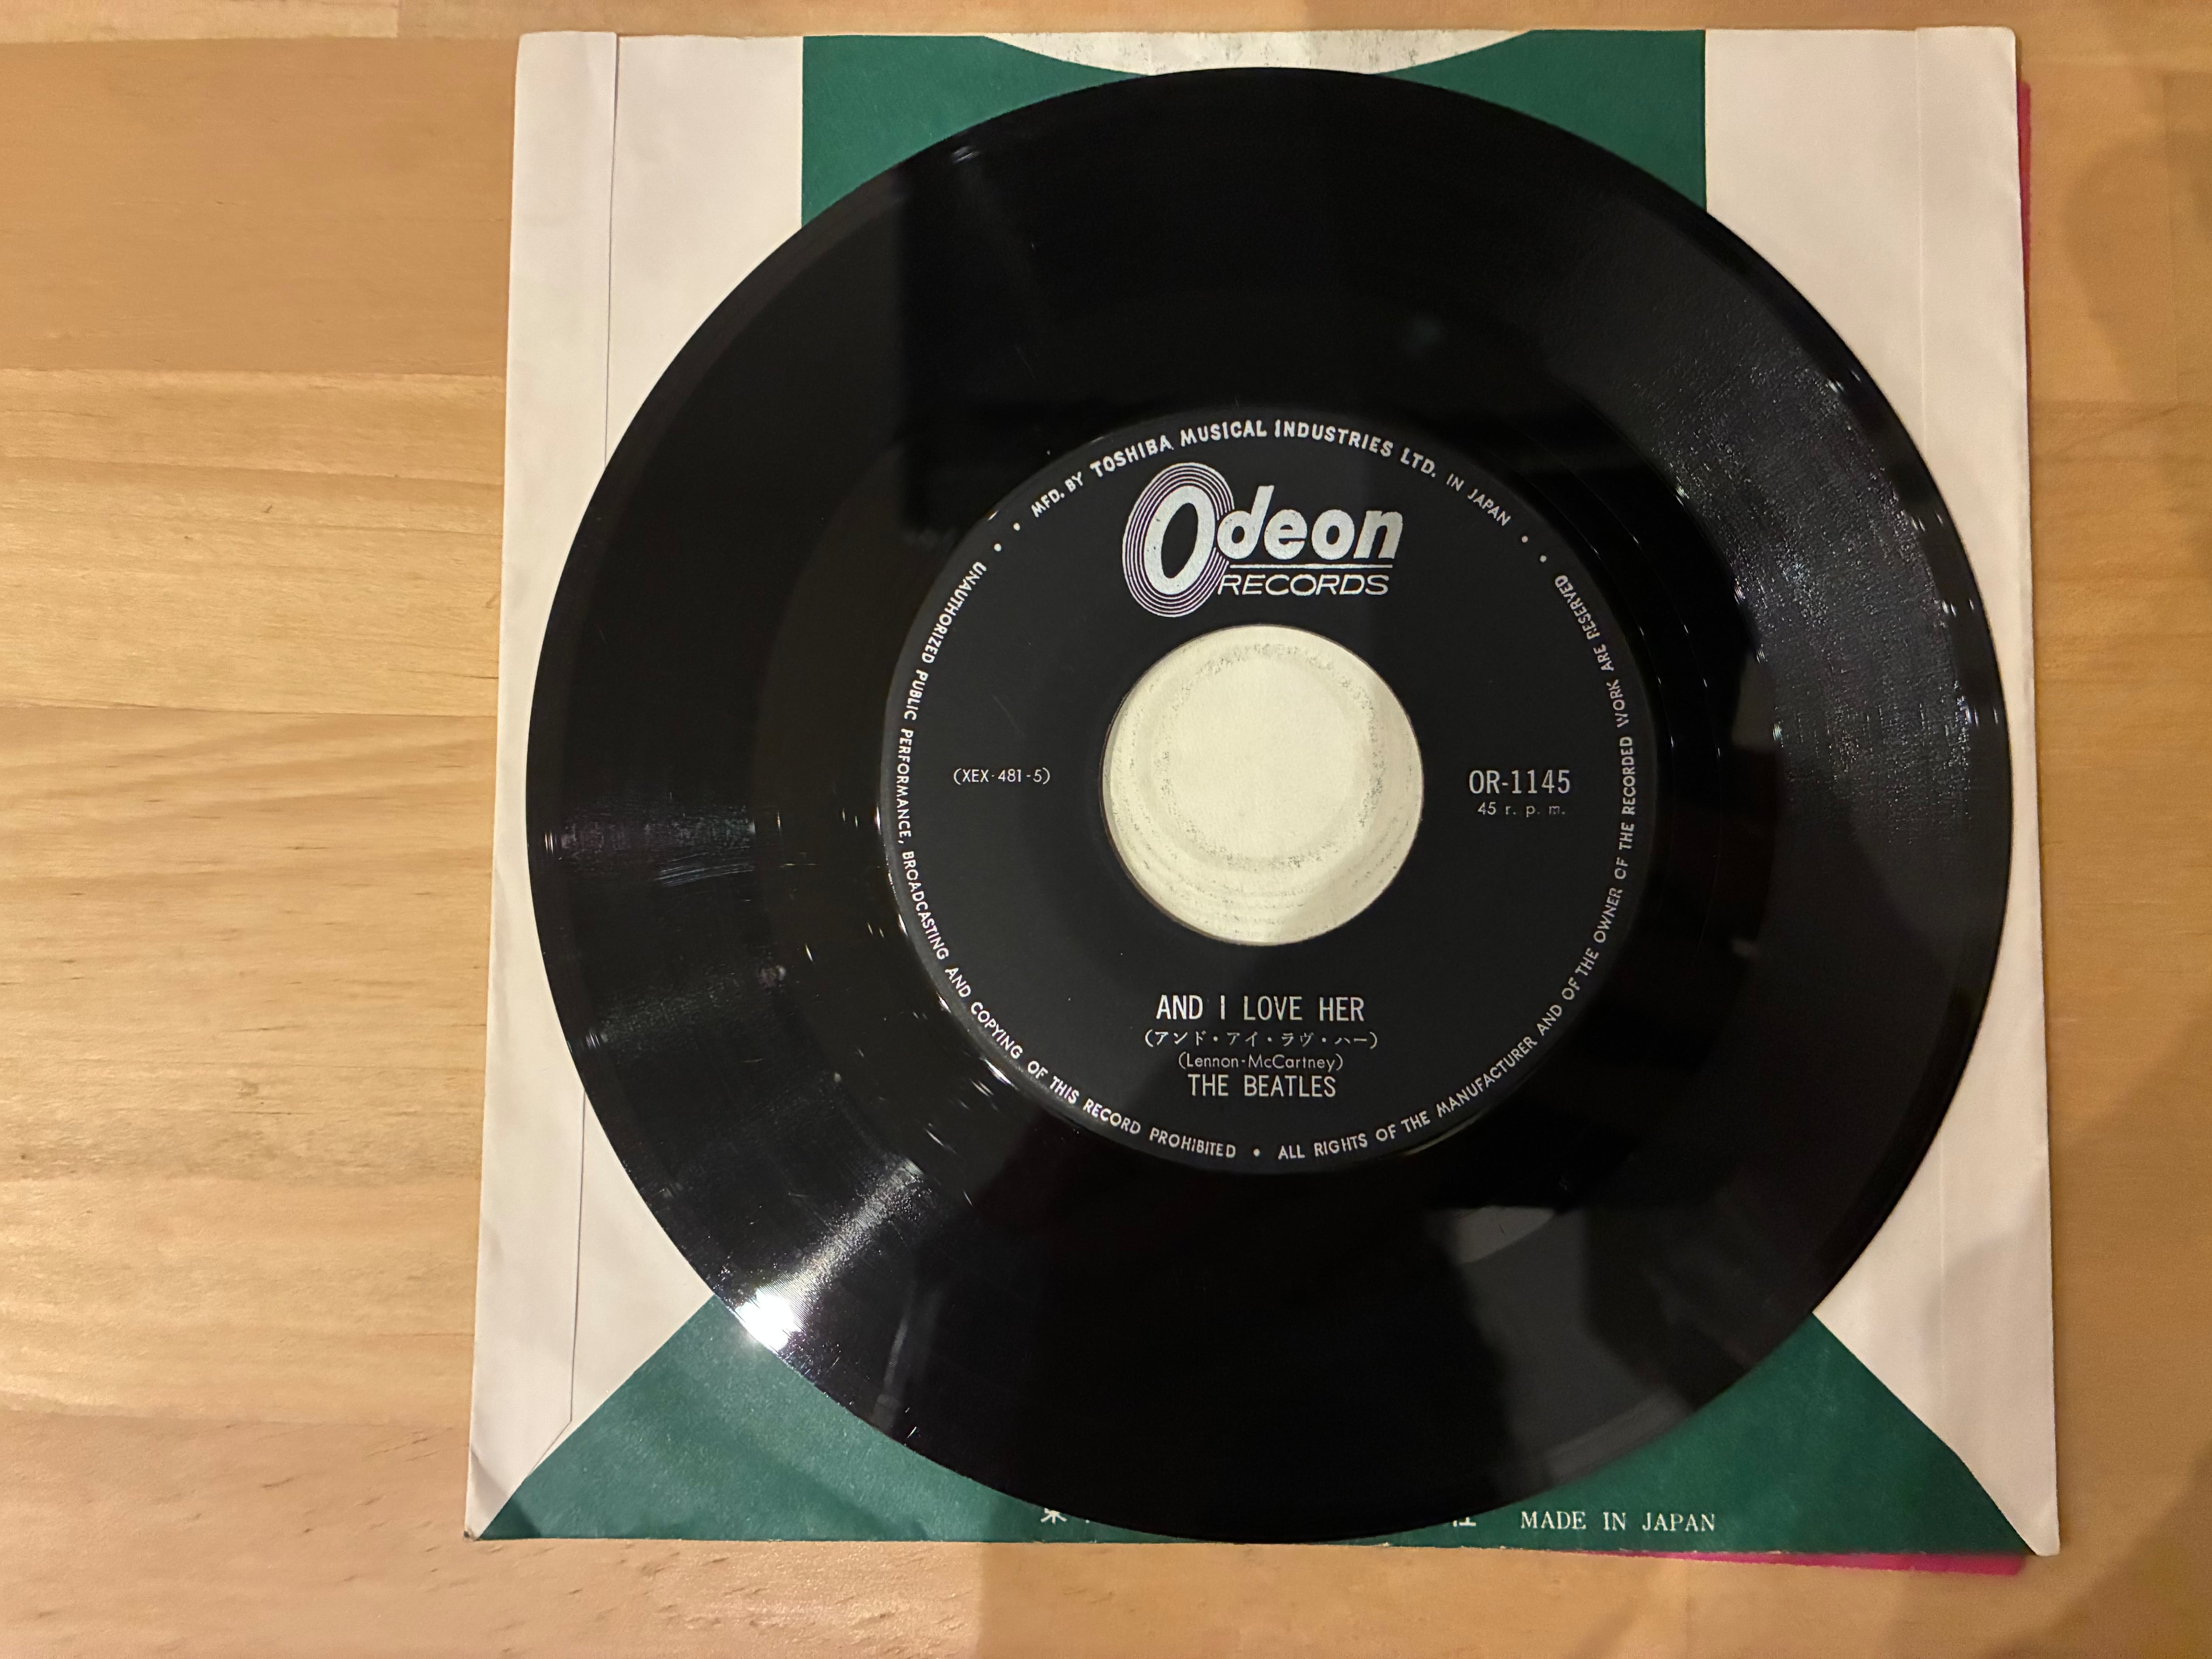 • MFD. BY TOSHIBA MUSICAL INDUSTRIES LTD. IN JAPAN •
Odeon
RECORDS
(XEX-481-5)
OR-1145
45 r. p. m.
AND I LOVE HER
(アンド・アイ・ラヴ・ハー)
(Lennon-McCartney)
THE BEATLES
• UNAUTHORIZED PUBLIC PERFORMANCE, BROADCASTING AND COPYING OF THIS RECORD PROHIBITED • ALL RIGHTS OF THE MANUFACTURER AND OF THE OWNER OF THE RECORDED WORK ARE RESERVED •
MADE IN JAPAN